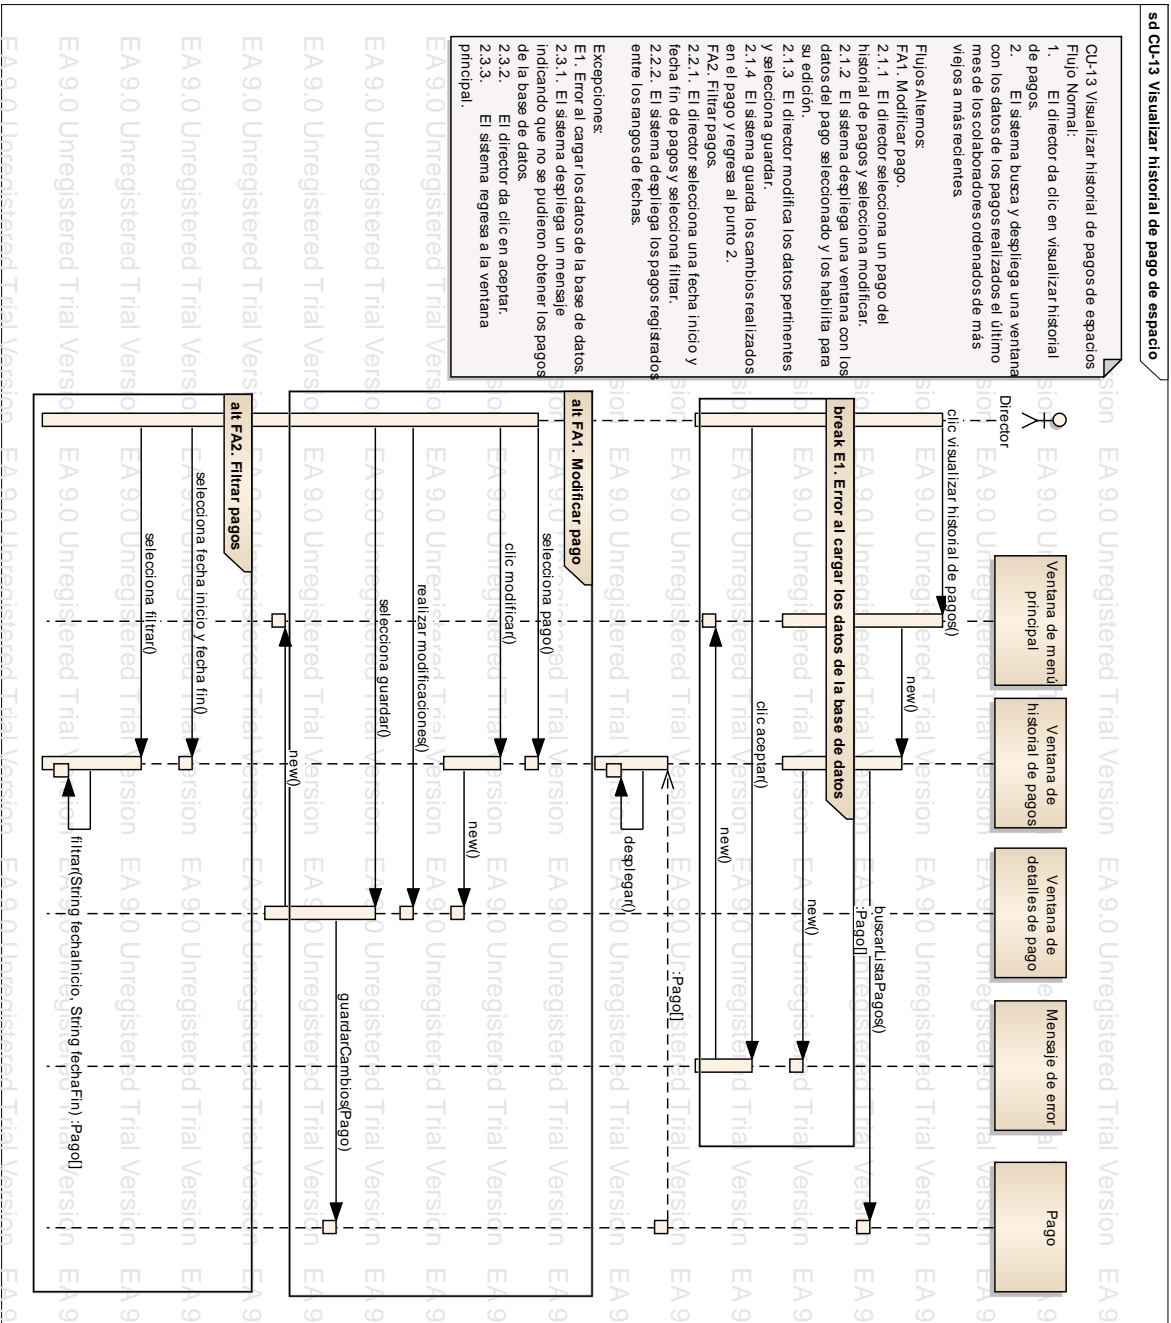 sd CU-13 Visualizar historial de pago de espacio
CU-13 Visualizar historial de pagos de espacios
Flujo Normal:
1. El director da clic en visualizar historial
de pagos.
2. El sistema busca y despliega una ventana
con los datos de los pagos realizados el último
mes de los colaboradores ordenados de más
viejos a más recientes.
Flujos Alternos:
FA1. Modificar pago.
2.1.1 El director selecciona un pago del
historial de pagos y selecciona modificar.
2.1.2 El sistema despliega una ventana con los
datos del pago seleccionado y los habilita para
su edición.
2.1.3 El director modifica los datos pertinentes
y selecciona guardar.
2.1.4 El sistema guarda los cambios realizados
en el pago y regresa al punto 2.
FA2. Filtrar pagos.
2.2.1. El director selecciona una fecha inicio y
fecha fin de pagos y selecciona filtrar.
2.2.2. El sistema despliega los pagos registrados
entre los rangos de fechas.
Excepciones:
E1. Error al cargar los datos de la base de datos.
2.3.1. El sistema despliega un mensaje
indicando que no se pudieron obtener los pagos
de la base de datos.
2.3.2. El director da clic en aceptar.
2.3.3. El sistema regresa a la ventana
principal.
Director
Ventana de menú
principal
Ventana de
historial de pagos
Ventana de
detalles de pago
Mensaje de error
Pago
clic visualizar historial de pagos()
new()
buscarListaPagos()
:Pago[]
break E1. Error al cargar los datos de la base de datos
new()
clic aceptar()
new()
:Pago[]
desplegar()
alt FA1. Modificar pago
selecciona pago()
clic modificar()
new()
realizar modificaciones()
selecciona guardar()
guardarCambios(Pago)
new()
alt FA2. Filtrar pagos
selecciona fecha inicio y fecha fin()
selecciona filtrar()
filtrar(String fechaInicio, String fechaFin) :Pago[]